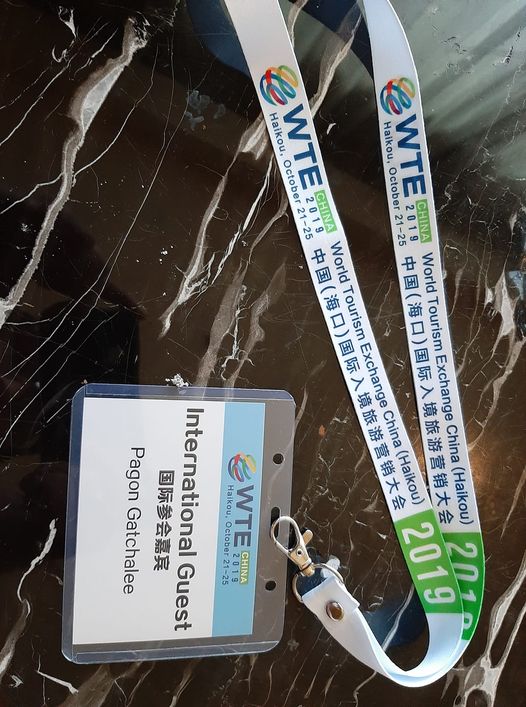 WTE CHINA 2019
Haikou, October 21-25
World Tourism Exchange China (Haikou)
中国(海口)国际入境旅游营销大会
2019
WTE CHINA 2019
Haikou, October 21-25
World Tourism Exchange China (Haikou)
中国(海口)国际入境旅游营销大会
2019
WTE CHINA 2019
Haikou, October 21-25
International Guest
国际参会嘉宾
Pagon Gatchalee